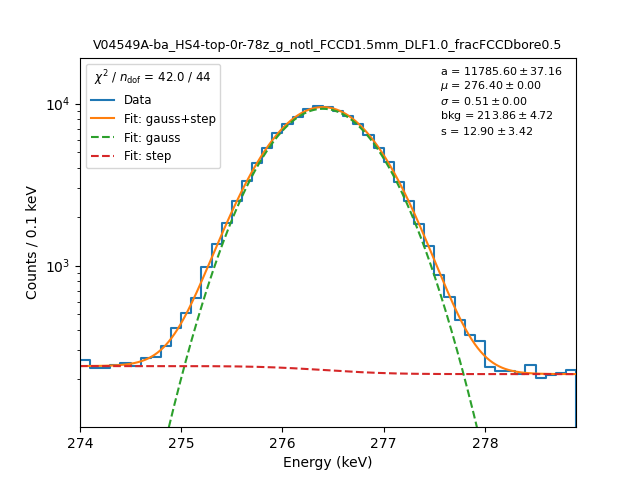 V04549A-ba_HS4-top-0r-78z_g_notl_FCCD1.5mm_DLF1.0_fracFCCDbore0.5
χ² / n_dof = 42.0 / 44
Data
Fit: gauss+step
Fit: gauss
Fit: step
a = 11785.60 ± 37.16
μ = 276.40 ± 0.00
σ = 0.51 ± 0.00
bkg = 213.86 ± 4.72
s = 12.90 ± 3.42
Counts / 0.1 keV
10⁴
10³
274 275 276 277 278
Energy (keV)